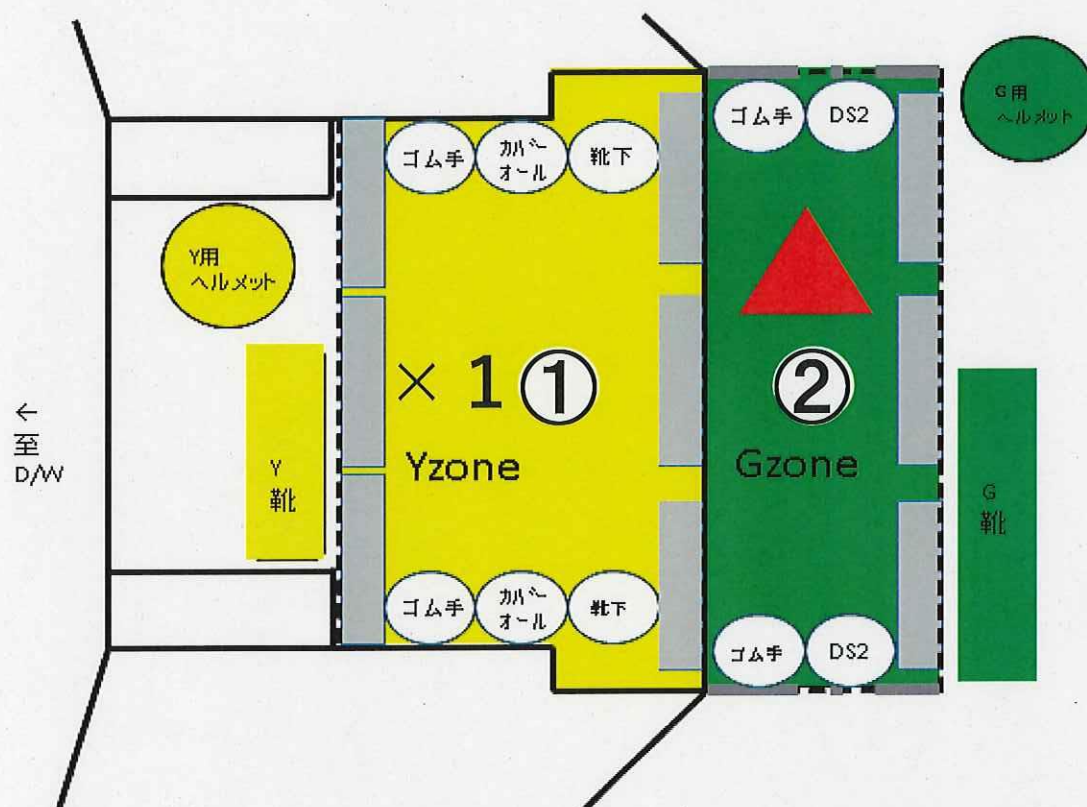 G用
ヘルメット
ゴム手
DS2
ゴム手
カバー
オール
靴下
Y用
ヘルメット
×1
①
②
←
至
D/W
Yzone
Gzone
Y
靴
G
靴
ゴム手
カバー
オール
靴下
ゴム手
DS2